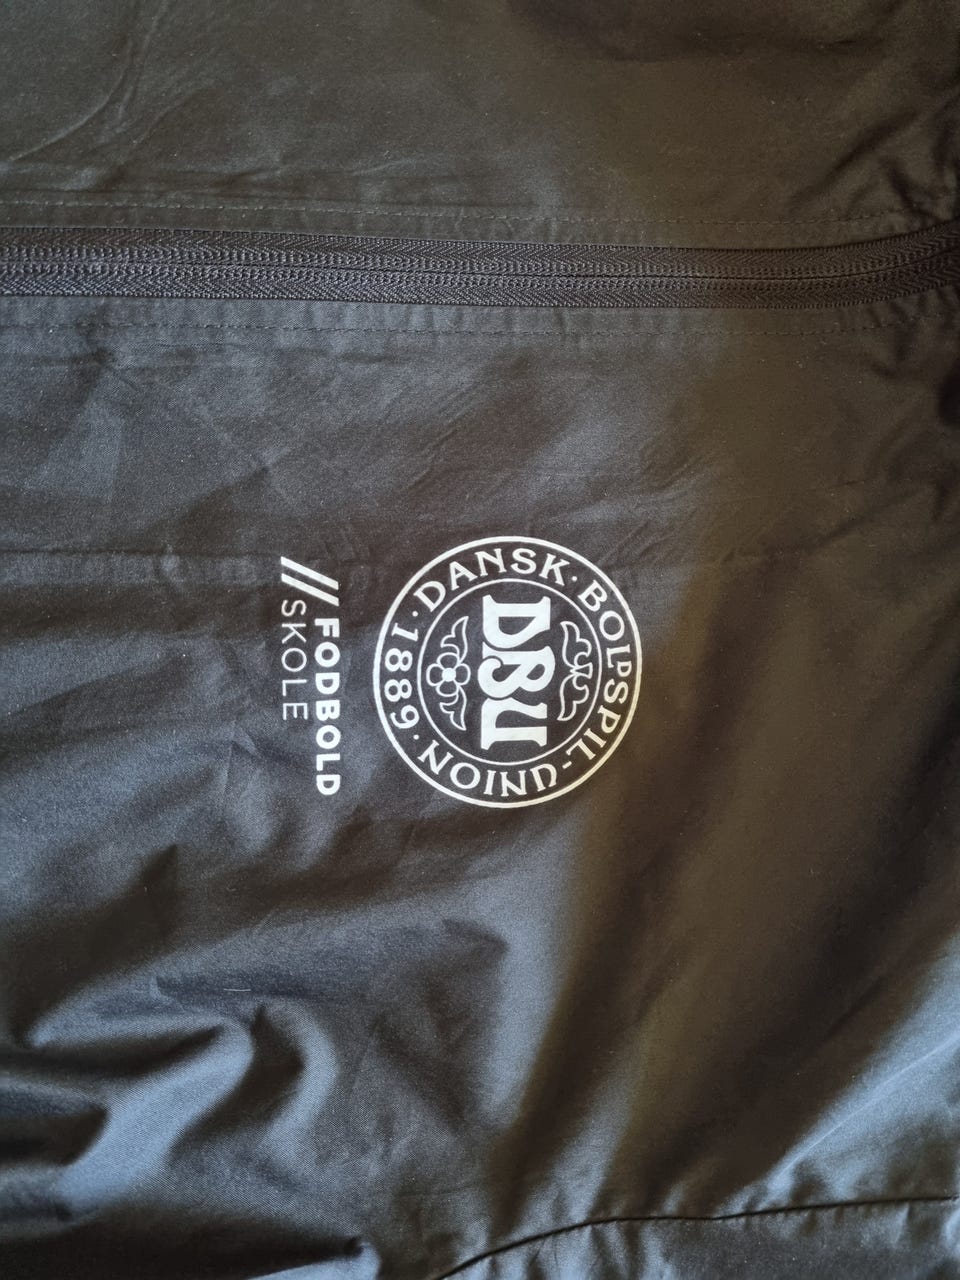 DANSK · BOLDSPIL-UNION · 1889 ·
DBU
// FODBOLD
SKOLE